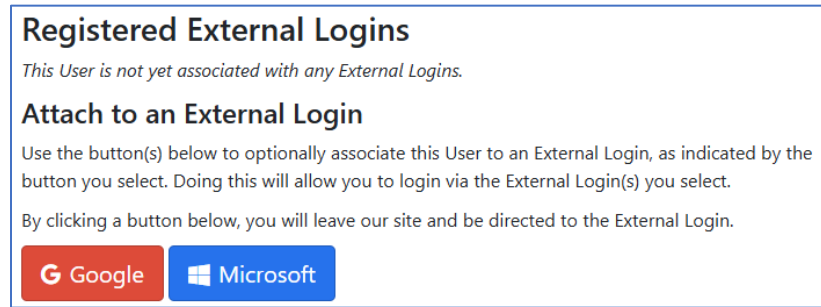 Registered External Logins
This User is not yet associated with any External Logins.
Attach to an External Login
Use the button(s) below to optionally associate this User to an External Login, as indicated by the
button you select. Doing this will allow you to login via the External Login(s) you select.
By clicking a button below, you will leave our site and be directed to the External Login.
G Google Microsoft